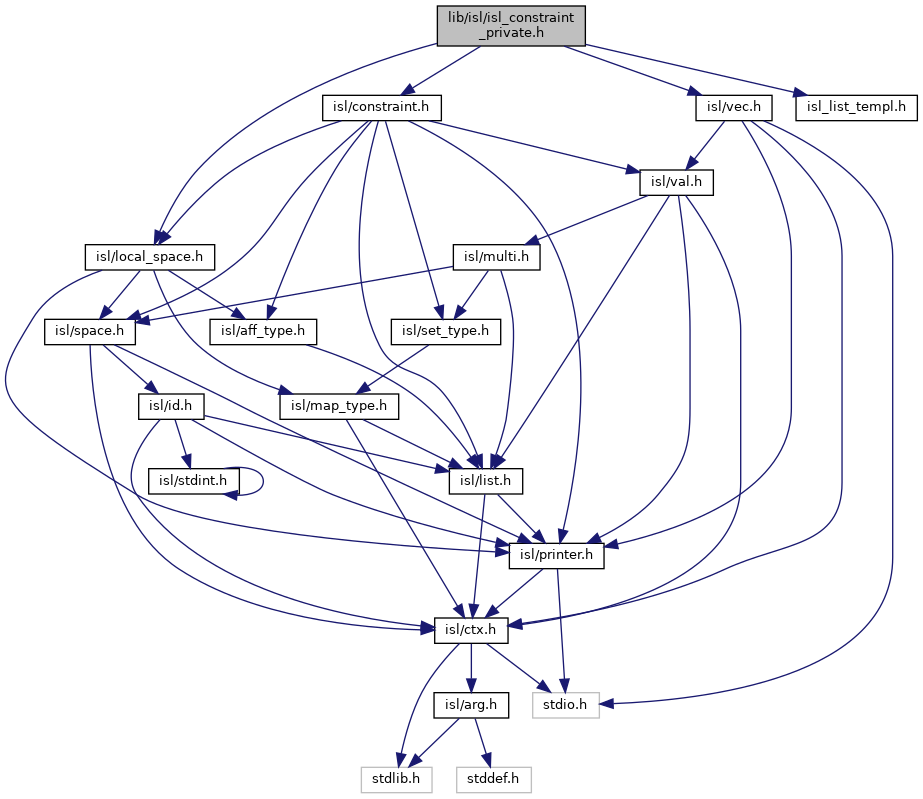 lib/isl/isl_constraint
_private.h
isl/constraint.h
isl/vec.h
isl_list_templ.h
isl/val.h
isl/local_space.h
isl/multi.h
isl/space.h
isl/aff_type.h
isl/set_type.h
isl/id.h
isl/map_type.h
isl/stdint.h
isl/list.h
isl/printer.h
isl/ctx.h
isl/arg.h
stdio.h
stdlib.h
stddef.h